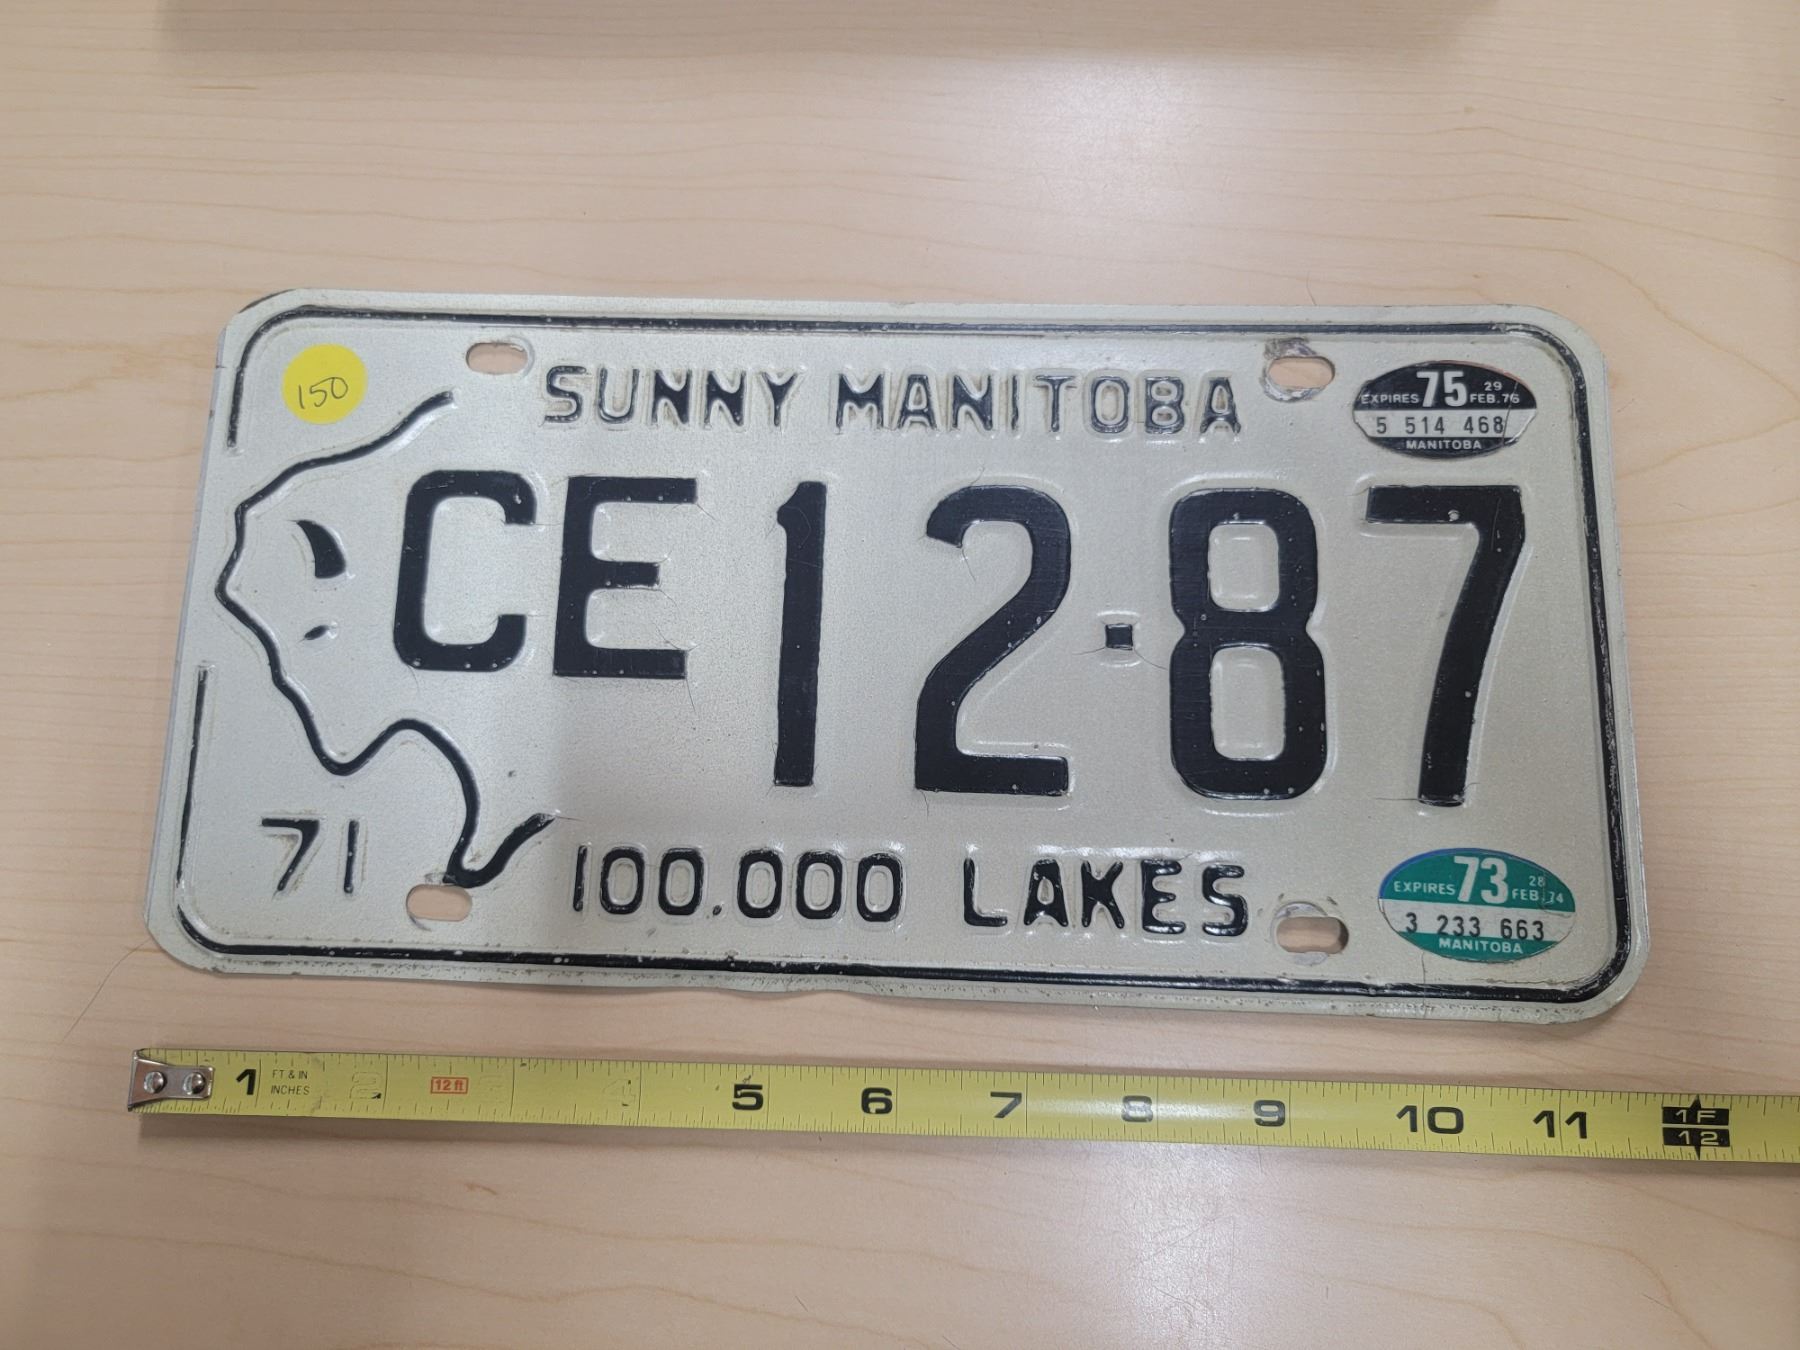 150
SUNNY MANITOBA
EXPIRES 75 29 FEB.76
5 514 468
MANITOBA
CE 12·87
71
100.000 LAKES
EXPIRES 73 28 FEB.74
3 233 663
MANITOBA
1 FT & IN INCHES 12 ft 5 6 7 8 9 10 11 1F 12